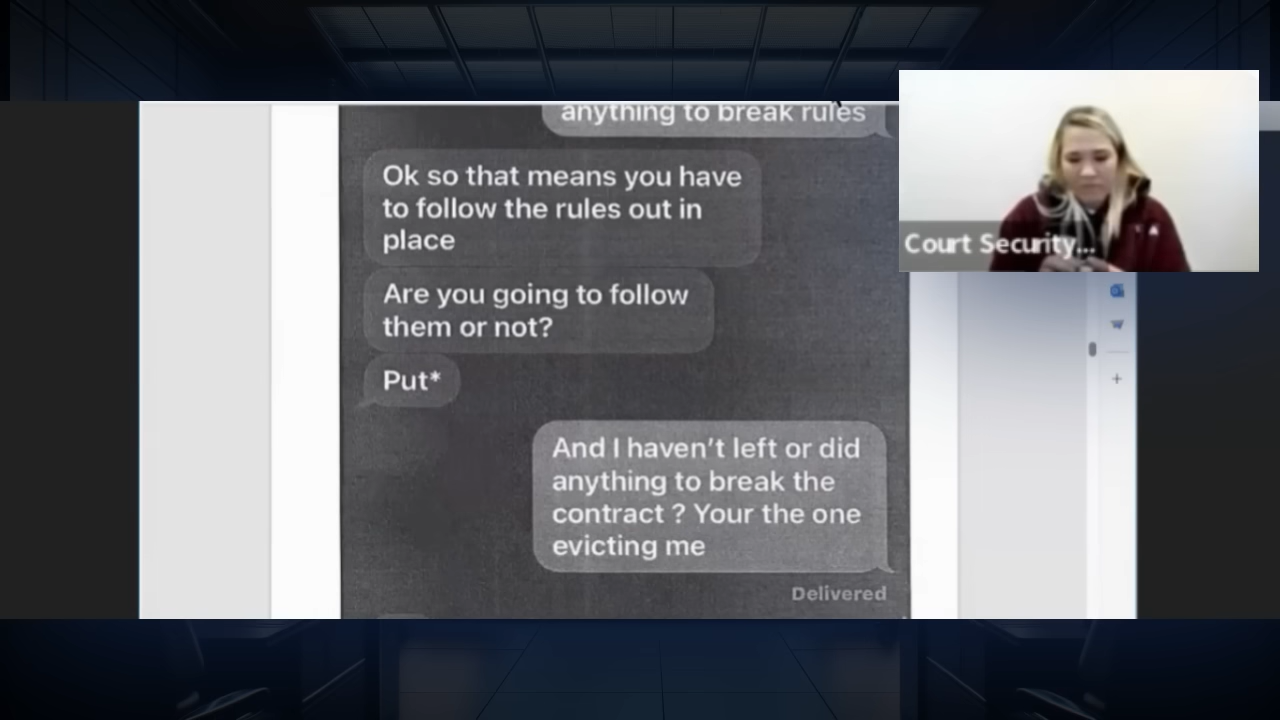 anything to break rules
Ok so that means you have
to follow the rules out in
place
Are you going to follow
them or not?
Put*
And I haven't left or did
anything to break the
contract ? Your the one
evicting me
Delivered
Court Security...